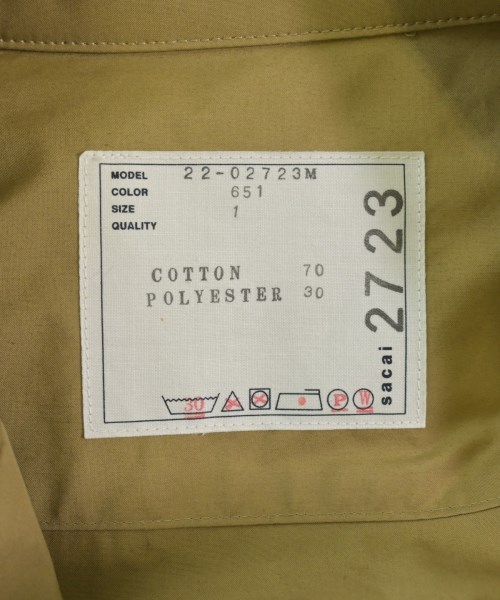 MODEL 22-02723M
COLOR 651
SIZE 1
QUALITY
COTTON 70
POLYESTER 30
30 P W
sacai 2723